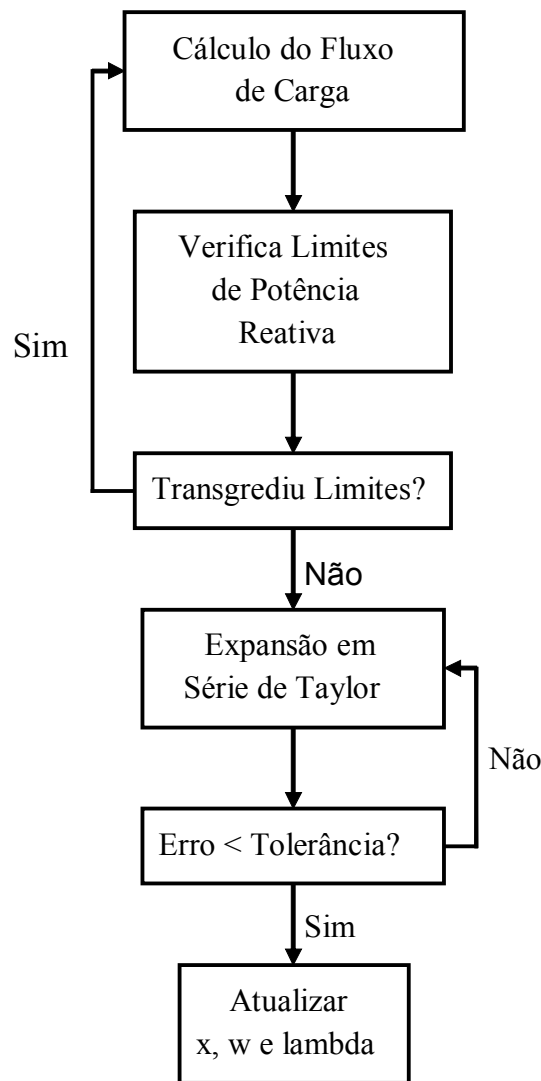 Cálculo do Fluxo
de Carga
Verifica Limites
de Potência
Reativa
Sim
Transgrediu Limites?
Não
Expansão em
Série de Taylor
Não
Erro < Tolerância?
Sim
Atualizar
x, w e lambda